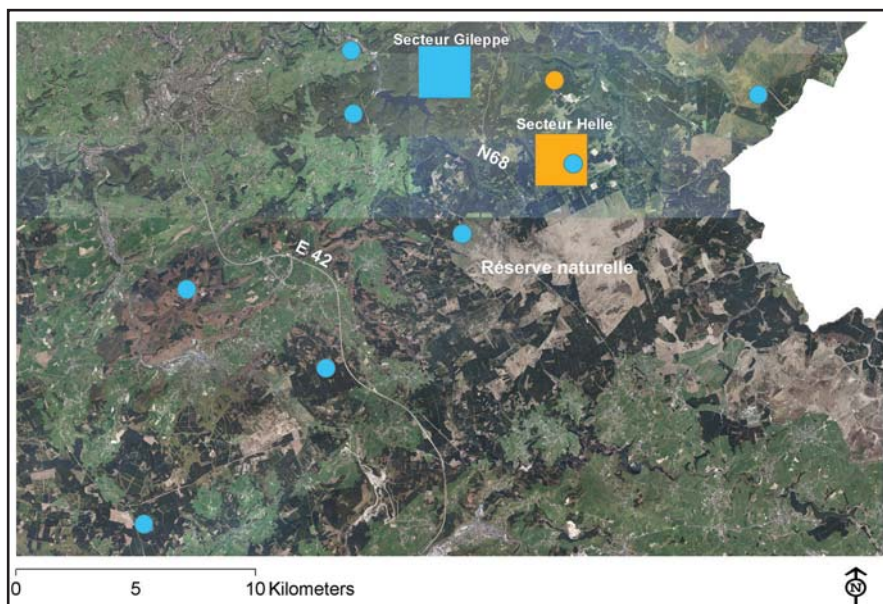 Secteur Gileppe
Secteur Helle
N68
E 42
Réserve naturelle
0 5 10 Kilometers
N